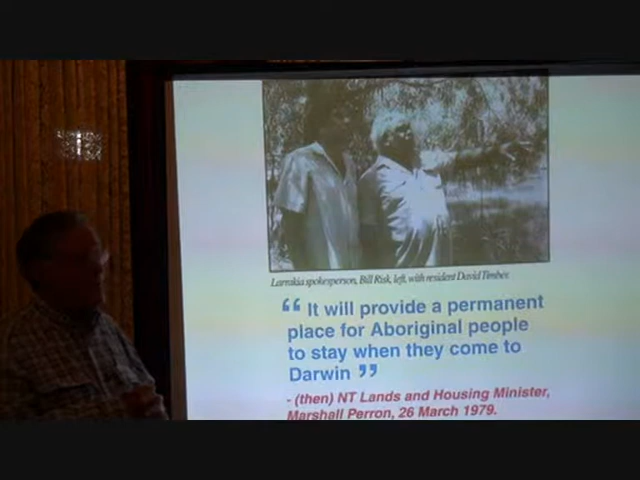 Larrakia spokesperson, Bill Risk, left, with resident David Timber
“ It will provide a permanent
place for Aboriginal people
to stay when they come to
Darwin ”
- (then) NT Lands and Housing Minister,
Marshall Perron, 26 March 1979.